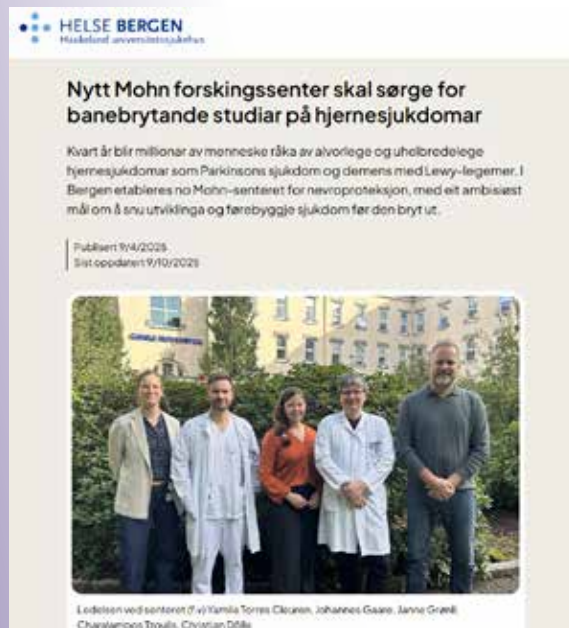 HELSE BERGEN
Haukeland universitetssjukehus
Nytt Mohn forskingssenter skal sørge for
banebrytande studiar på hjernesjukdomar
Kvart år blir millionar av menneske råka av alvorlege og uhelbredelege
hjernesjukdomar som Parkinsons sjukdom og demens med Lewy-legemer. I
Bergen etableres no Mohn-senteret for nevroproteksjon, med eit ambisiøst
mål om å snu utviklinga og førebyggje sjukdom før den bryt ut.
Publisert 9/4/2025
Sist oppdatert 9/10/2025
Ledelsen ved senteret (f.v) Yamila Torres Cleuren, Johannes Gaare, Janne Grønli
Charalampos Tzoulis, Christian Dölle